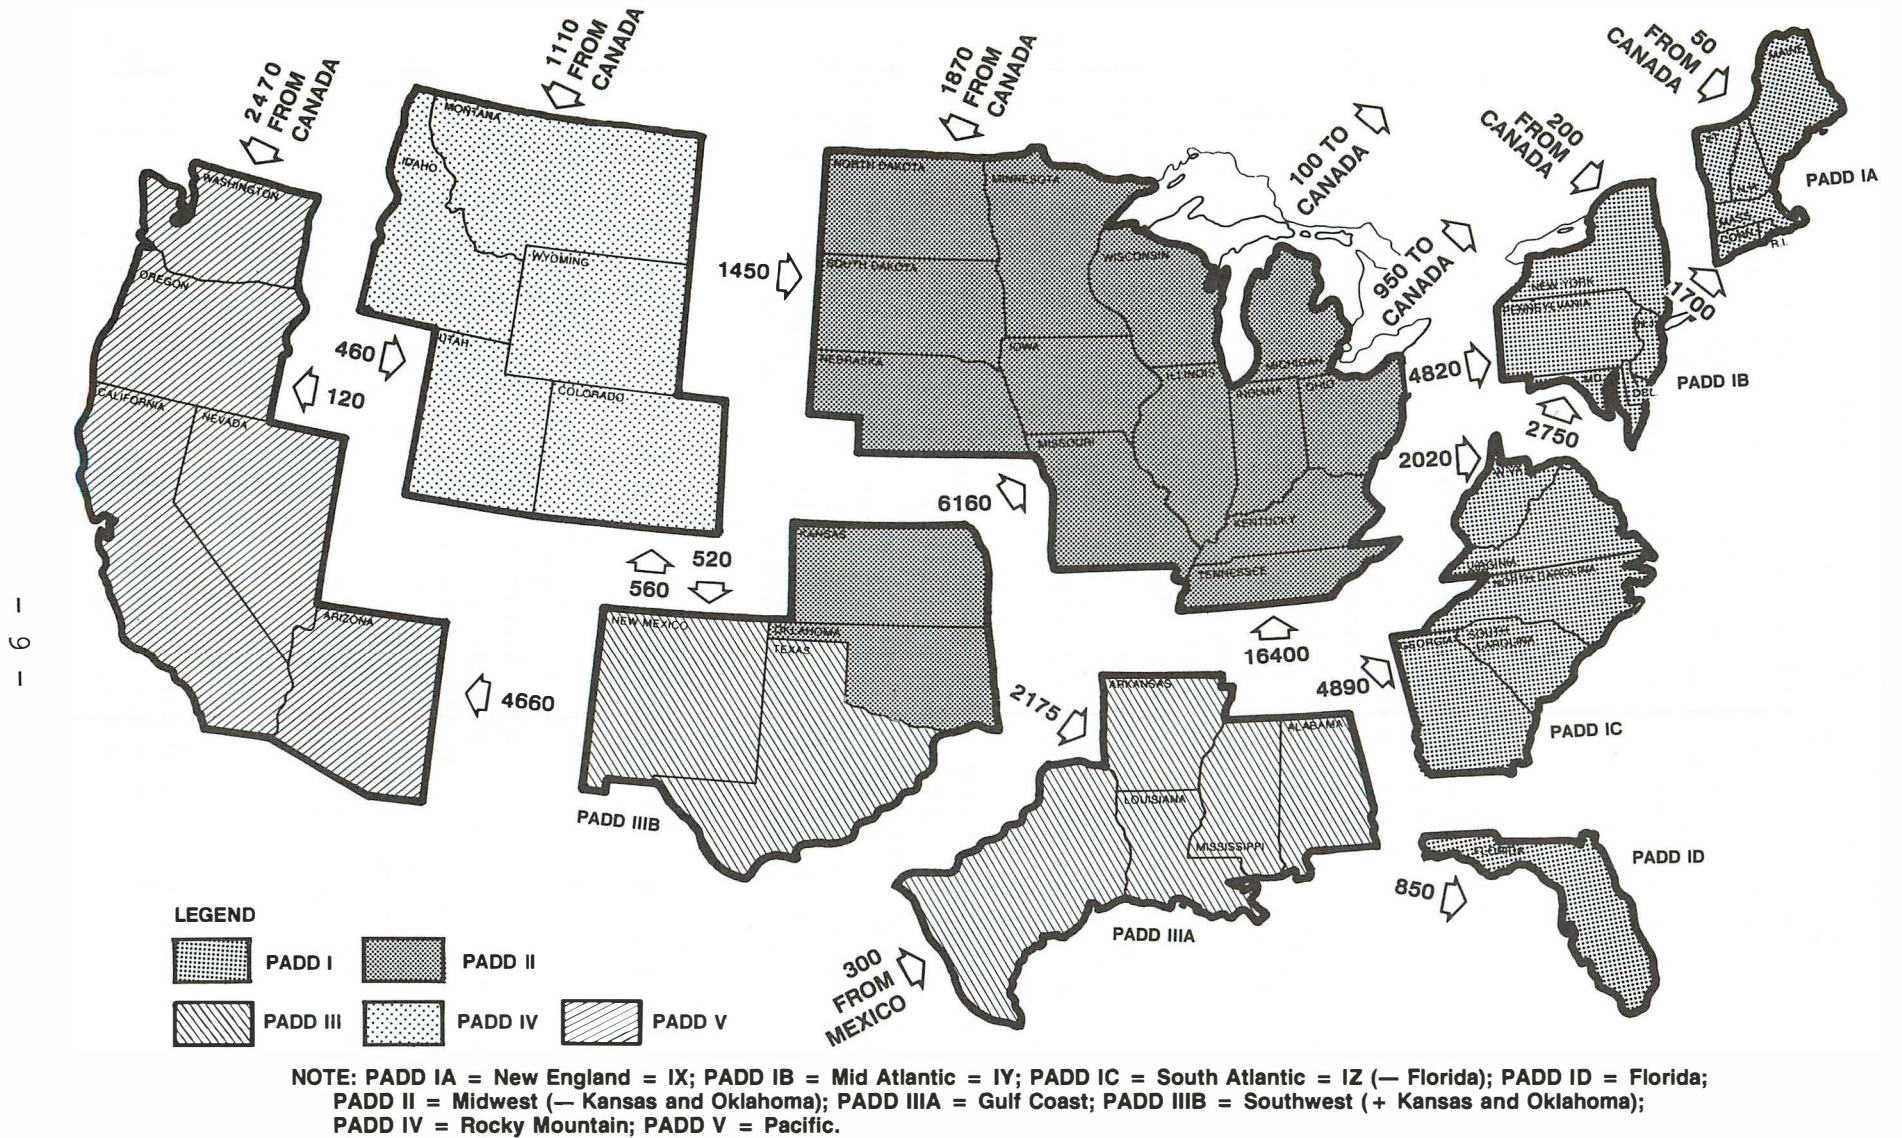 2470
FROM
CANADA
1110
FROM
CANADA
1870
FROM
CANADA
100 TO
CANADA
950 TO
CANADA
200
FROM
CANADA
50
FROM
CANADA
PADD IA
R.I.
MONTANA
IDAHO
WASHINGTON
OREGON
WYOMING
UTAH
COLORADO
CALIFORNIA
NEVADA
ARIZONA
460
120
1450
NORTH DAKOTA
MINNESOTA
SOUTH DAKOTA
WISCONSIN
NEBRASKA
IOWA
ILLINOIS
MICHIGAN
INDIANA
OHIO
MISSOURI
KENTUCKY
TENNESSEE
NEW YORK
PENNSYLVANIA
1700
4820
PADD IB
2750
2020
6160
520
560
KANSAS
NEW MEXICO
OKLAHOMA
TEXAS
4660
PADD IIIB
16400
2175
4890
VIRGINIA
NORTH CAROLINA
GEORGIA
SOUTH
CAROLINA
PADD IC
ARKANSAS
ALABAMA
LOUISIANA
MISSISSIPPI
PADD IIIA
300
FROM
MEXICO
850
FLORIDA
PADD ID
LEGEND
PADD I
PADD II
PADD III
PADD IV
PADD V
NOTE: PADD IA = New England = IX; PADD IB = Mid Atlantic = IY; PADD IC = South Atlantic = IZ (— Florida); PADD ID = Florida;
PADD II = Midwest (— Kansas and Oklahoma); PADD IIIA = Gulf Coast; PADD IIIB = Southwest (+ Kansas and Oklahoma);
PADD IV = Rocky Mountain; PADD V = Pacific.